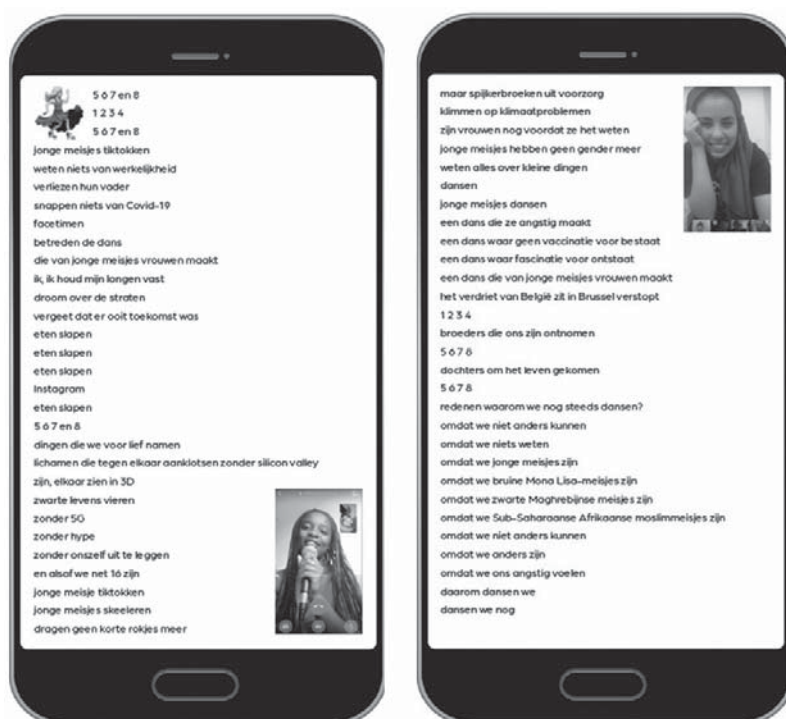 5 6 7 en 8
1 2 3 4
5 6 7 en 8
jonge meisjes tiktokken
weten niets van werkelijkheid
verliezen hun vader
snappen niets van Covid-19
facetimen
betreden de dans
die van jonge meisjes vrouwen maakt
ik, ik houd mijn longen vast
droom over de straten
vergeet dat er ooit toekomst was
eten slapen
eten slapen
eten slapen
Instagram
eten slapen
5 6 7 en 8
dingen die we voor lief namen
lichamen die tegen elkaar aanklotsen zonder silicon valley
zijn, elkaar zien in 3D
zwarte levens vieren
zonder 5G
zonder hype
zonder onszelf uit te leggen
en alsof we net 16 zijn
jonge meisje tiktokken
jonge meisjes skeeleren
dragen geen korte rokjes meer
maar spijkerbroeken uit voorzorg
klimmen op klimaatproblemen
zijn vrouwen nog voordat ze het weten
jonge meisjes hebben geen gender meer
weten alles over kleine dingen
dansen
jonge meisjes dansen
een dans die ze angstig maakt
een dans waar geen vaccinatie voor bestaat
een dans waar fascinatie voor ontstaat
een dans die van jonge meisjes vrouwen maakt
het verdriet van België zit in Brussel verstopt
1 2 3 4
broeders die ons zijn ontnomen
5 6 7 8
dochters om het leven gekomen
5 6 7 8
redenen waarom we nog steeds dansen?
omdat we niet anders kunnen
omdat we niets weten
omdat we jonge meisjes zijn
omdat we bruine Mona Lisa-meisjes zijn
omdat we zwarte Maghrebijnse meisjes zijn
omdat we Sub-Saharaanse Afrikaanse moslimmeisjes zijn
omdat we niet anders kunnen
omdat we anders zijn
omdat we ons angstig voelen
daarom dansen we
dansen we nog